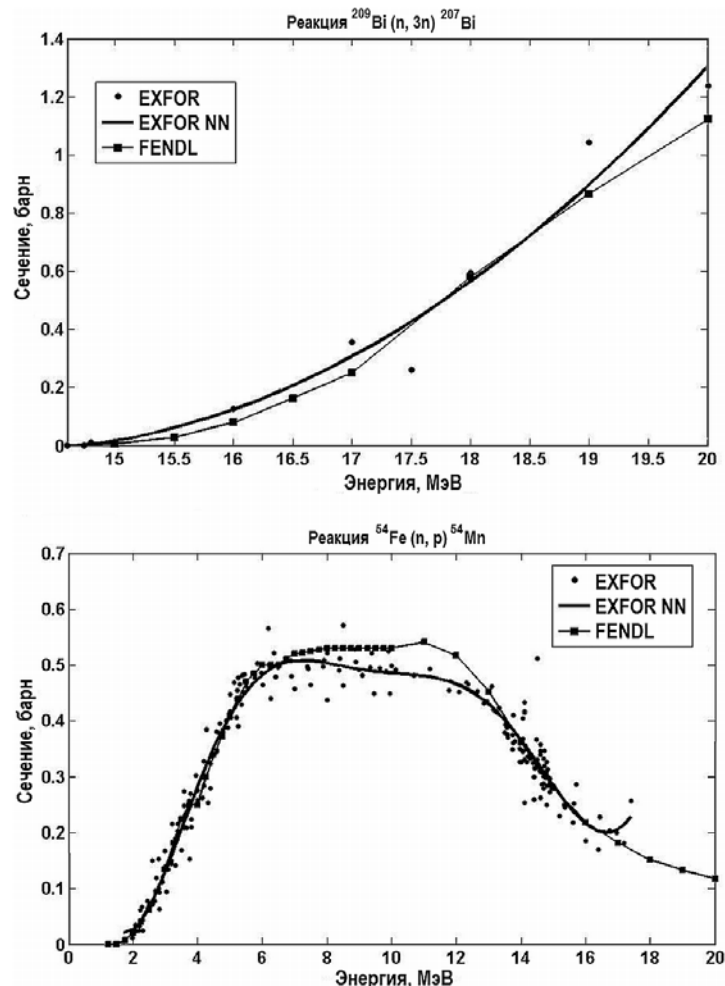 Реакция ²⁰⁹Bi (n, 3n) ²⁰⁷Bi
1.4
1.2
1
0.8
0.6
0.4
0.2
0
Сечение, барн
EXFOR
EXFOR NN
FENDL
15 15.5 16 16.5 17 17.5 18 18.5 19 19.5 20
Энергия, МэВ
Реакция ⁵⁴Fe (n, p) ⁵⁴Mn
0.7
0.6
0.5
0.4
0.3
0.2
0.1
0
Сечение, барн
EXFOR
EXFOR NN
FENDL
0 2 4 6 8 10 12 14 16 18 20
Энергия, МэВ